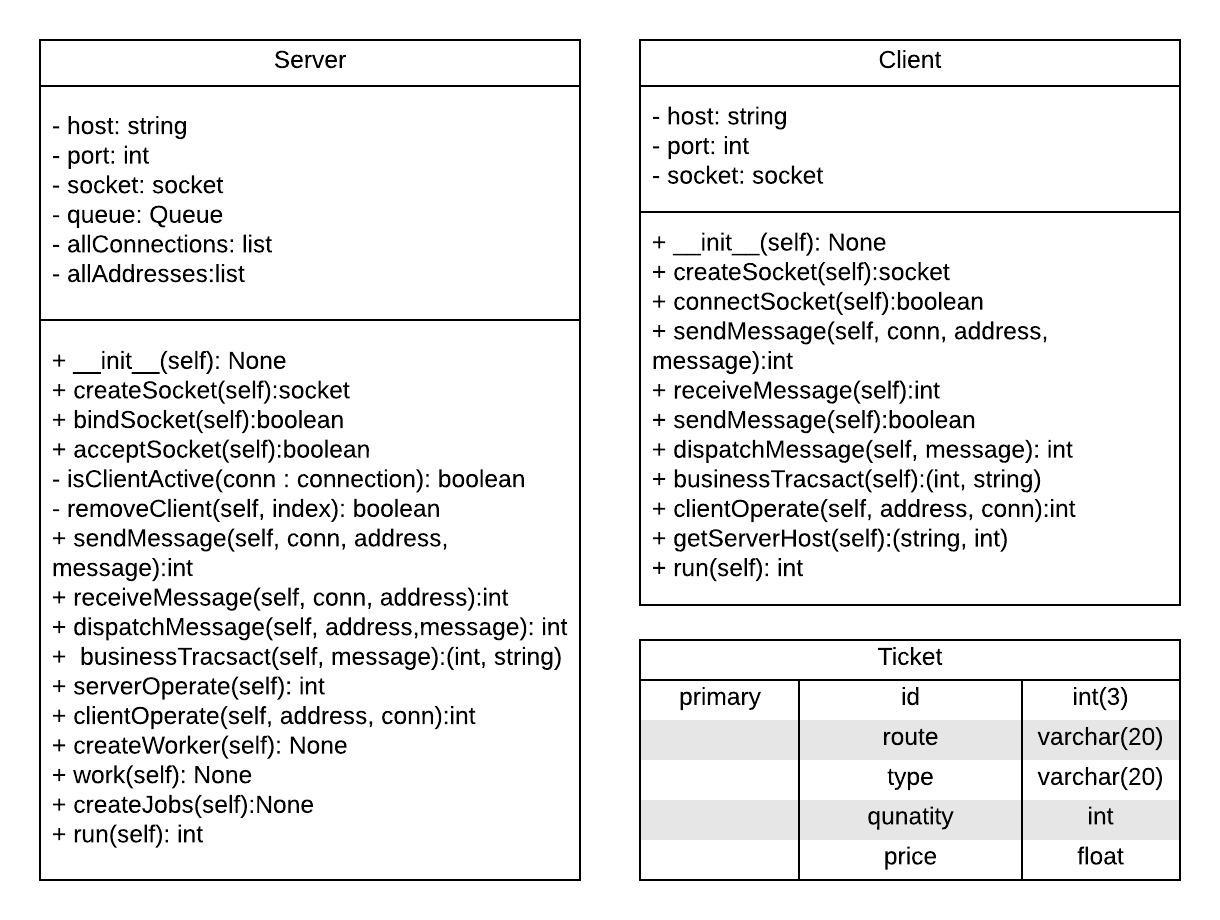 Server
- host: string
- port: int
- socket: socket
- queue: Queue
- allConnections: list
- allAddresses:list
+ __init__(self): None
+ createSocket(self):socket
+ bindSocket(self):boolean
+ acceptSocket(self):boolean
- isClientActive(conn : connection): boolean
- removeClient(self, index): boolean
+ sendMessage(self, conn, address,
message):int
+ receiveMessage(self, conn, address):int
+ dispatchMessage(self, address,message): int
+  businessTracsact(self, message):(int, string)
+ serverOperate(self): int
+ clientOperate(self, address, conn):int
+ createWorker(self): None
+ work(self): None
+ createJobs(self):None
+ run(self): int
Client
- host: string
- port: int
- socket: socket
+ __init__(self): None
+ createSocket(self):socket
+ connectSocket(self):boolean
+ sendMessage(self, conn, address,
message):int
+ receiveMessage(self):int
+ sendMessage(self):boolean
+ dispatchMessage(self, message): int
+ businessTracsact(self):(int, string)
+ clientOperate(self, address, conn):int
+ getServerHost(self):(string, int)
+ run(self): int
Ticket
primary id int(3)
route varchar(20)
type varchar(20)
qunatity int
price float